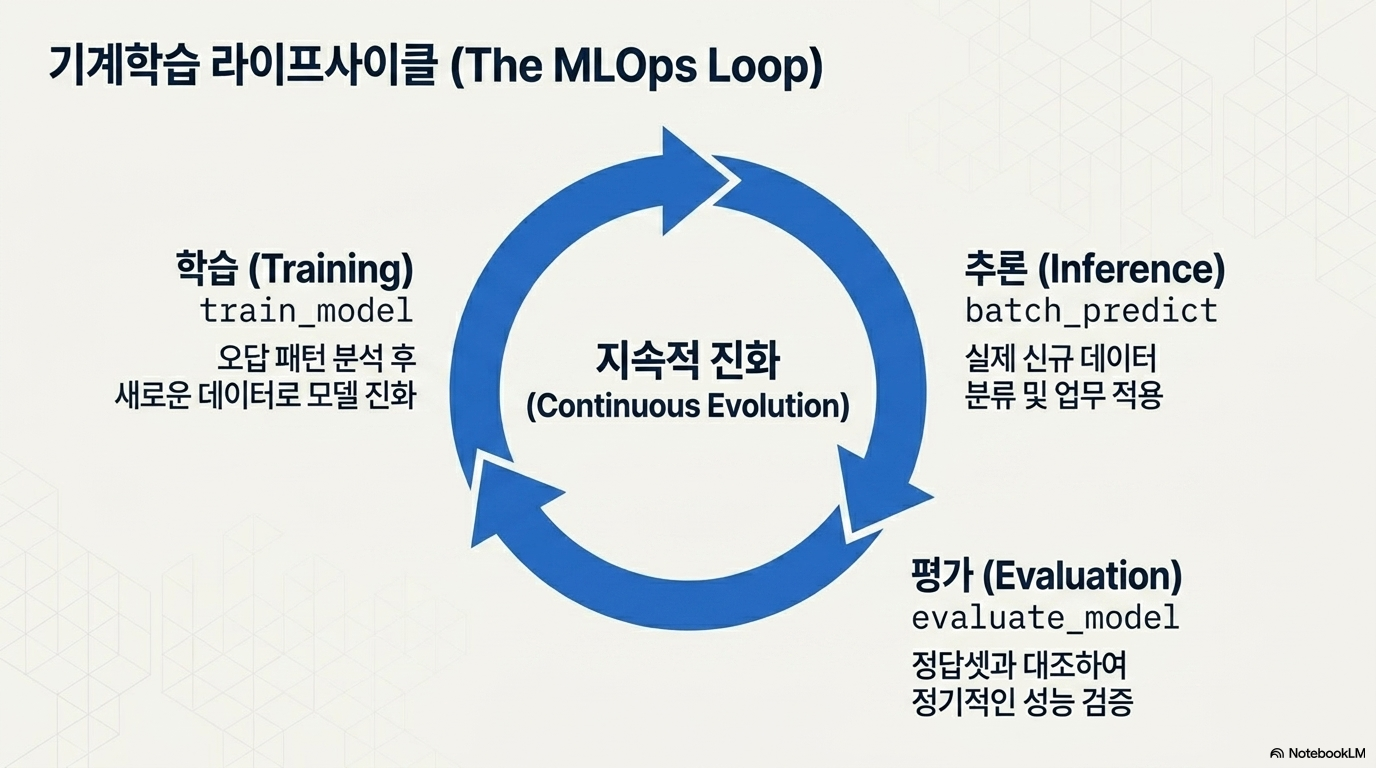 기계학습 라이프사이클 (The MLOps Loop)
학습 (Training)
train_model
오답 패턴 분석 후
새로운 데이터로 모델 진화
지속적 진화
(Continuous Evolution)
추론 (Inference)
batch_predict
실제 신규 데이터
분류 및 업무 적용
평가 (Evaluation)
evaluate_model
정답셋과 대조하여
정기적인 성능 검증
NotebookLM